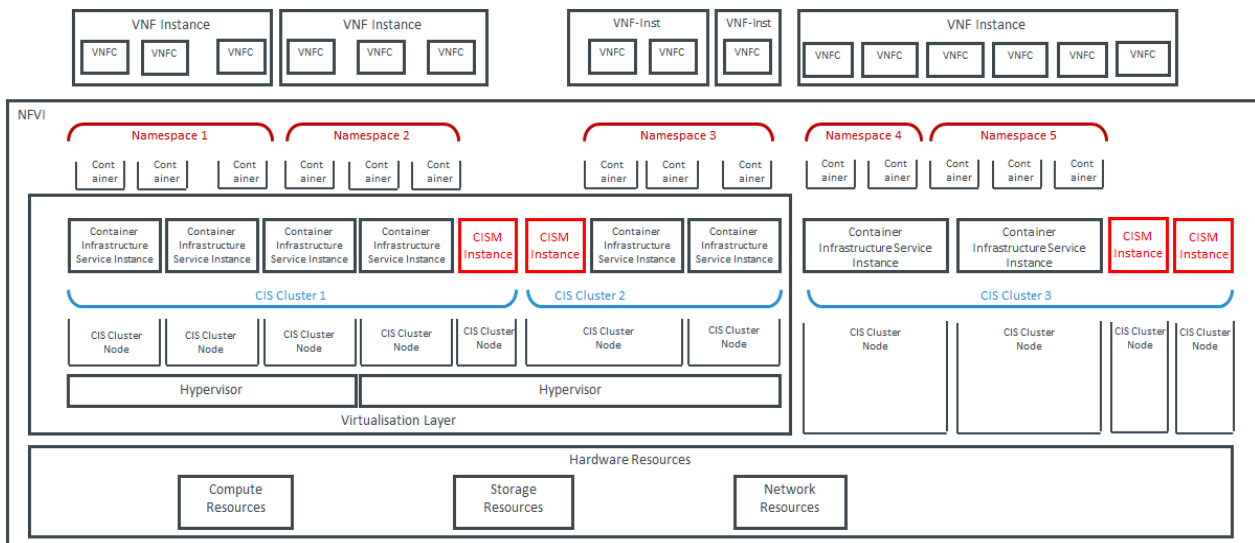 VNF Instance
VNFC
VNFC
VNFC
VNF Instance
VNFC
VNFC
VNFC
VNF-Inst
VNFC
VNFC
VNF-Inst
VNFC
VNF Instance
VNFC
VNFC
VNFC
VNFC
VNFC
VNFC
NFVI
Namespace 1
Namespace 2
Namespace 3
Namespace 4
Namespace 5
Cont
ainer
Cont
ainer
Cont
ainer
Cont
ainer
Cont
ainer
Cont
ainer
Cont
ainer
Cont
ainer
Cont
ainer
Cont
ainer
Cont
ainer
Cont
ainer
Cont
ainer
Cont
ainer
Container
Infrastructure
Service Instance
Container
Infrastructure
Service Instance
Container
Infrastructure
Service Instance
Container
Infrastructure
Service Instance
CISM
Instance
CISM
Instance
Container
Infrastructure
Service Instance
Container
Infrastructure
Service Instance
Container
Infrastructure Service
Instance
Container
Infrastructure Service
Instance
CISM
Instance
CISM
Instance
CIS Cluster 1
CIS Cluster 2
CIS Cluster 3
CIS Cluster
Node
CIS Cluster
Node
CIS Cluster
Node
CIS Cluster
Node
CIS Cluster
Node
CIS Cluster
Node
CIS Cluster
Node
CIS Cluster
Node
CIS Cluster
Node
CIS Cluster
Node
CIS Cluster
Node
Hypervisor
Hypervisor
Virtualisation Layer
Hardware Resources
Compute
Resources
Storage
Resources
Network
Resources